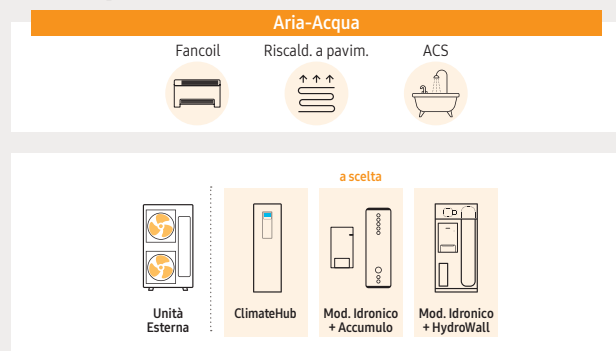 Aria-Acqua
Fancoil
Riscald. a pavim.
ACS
a scelta
Unità
Esterna
ClimateHub
Mod. Idronico
+ Accumulo
Mod. Idronico
+ HydroWall